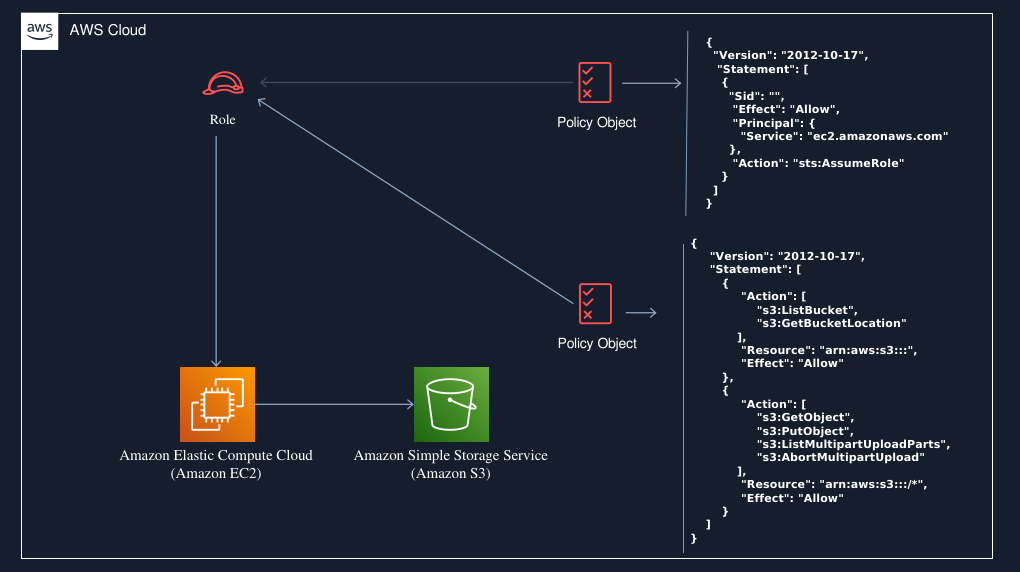 aws
AWS Cloud
Role
Policy Object
{
"Version": "2012-10-17",
"Statement": [
{
"Sid": "",
"Effect": "Allow",
"Principal": {
"Service": "ec2.amazonaws.com"
},
"Action": "sts:AssumeRole"
}
]
}
Policy Object
{
"Version": "2012-10-17",
"Statement": [
{
"Action": [
"s3:ListBucket",
"s3:GetBucketLocation"
],
"Resource": "arn:aws:s3:::",
"Effect": "Allow"
},
{
"Action": [
"s3:GetObject",
"s3:PutObject",
"s3:ListMultipartUploadParts",
"s3:AbortMultipartUpload"
],
"Resource": "arn:aws:s3:::/*",
"Effect": "Allow"
}
]
}
Amazon Elastic Compute Cloud
(Amazon EC2)
Amazon Simple Storage Service
(Amazon S3)